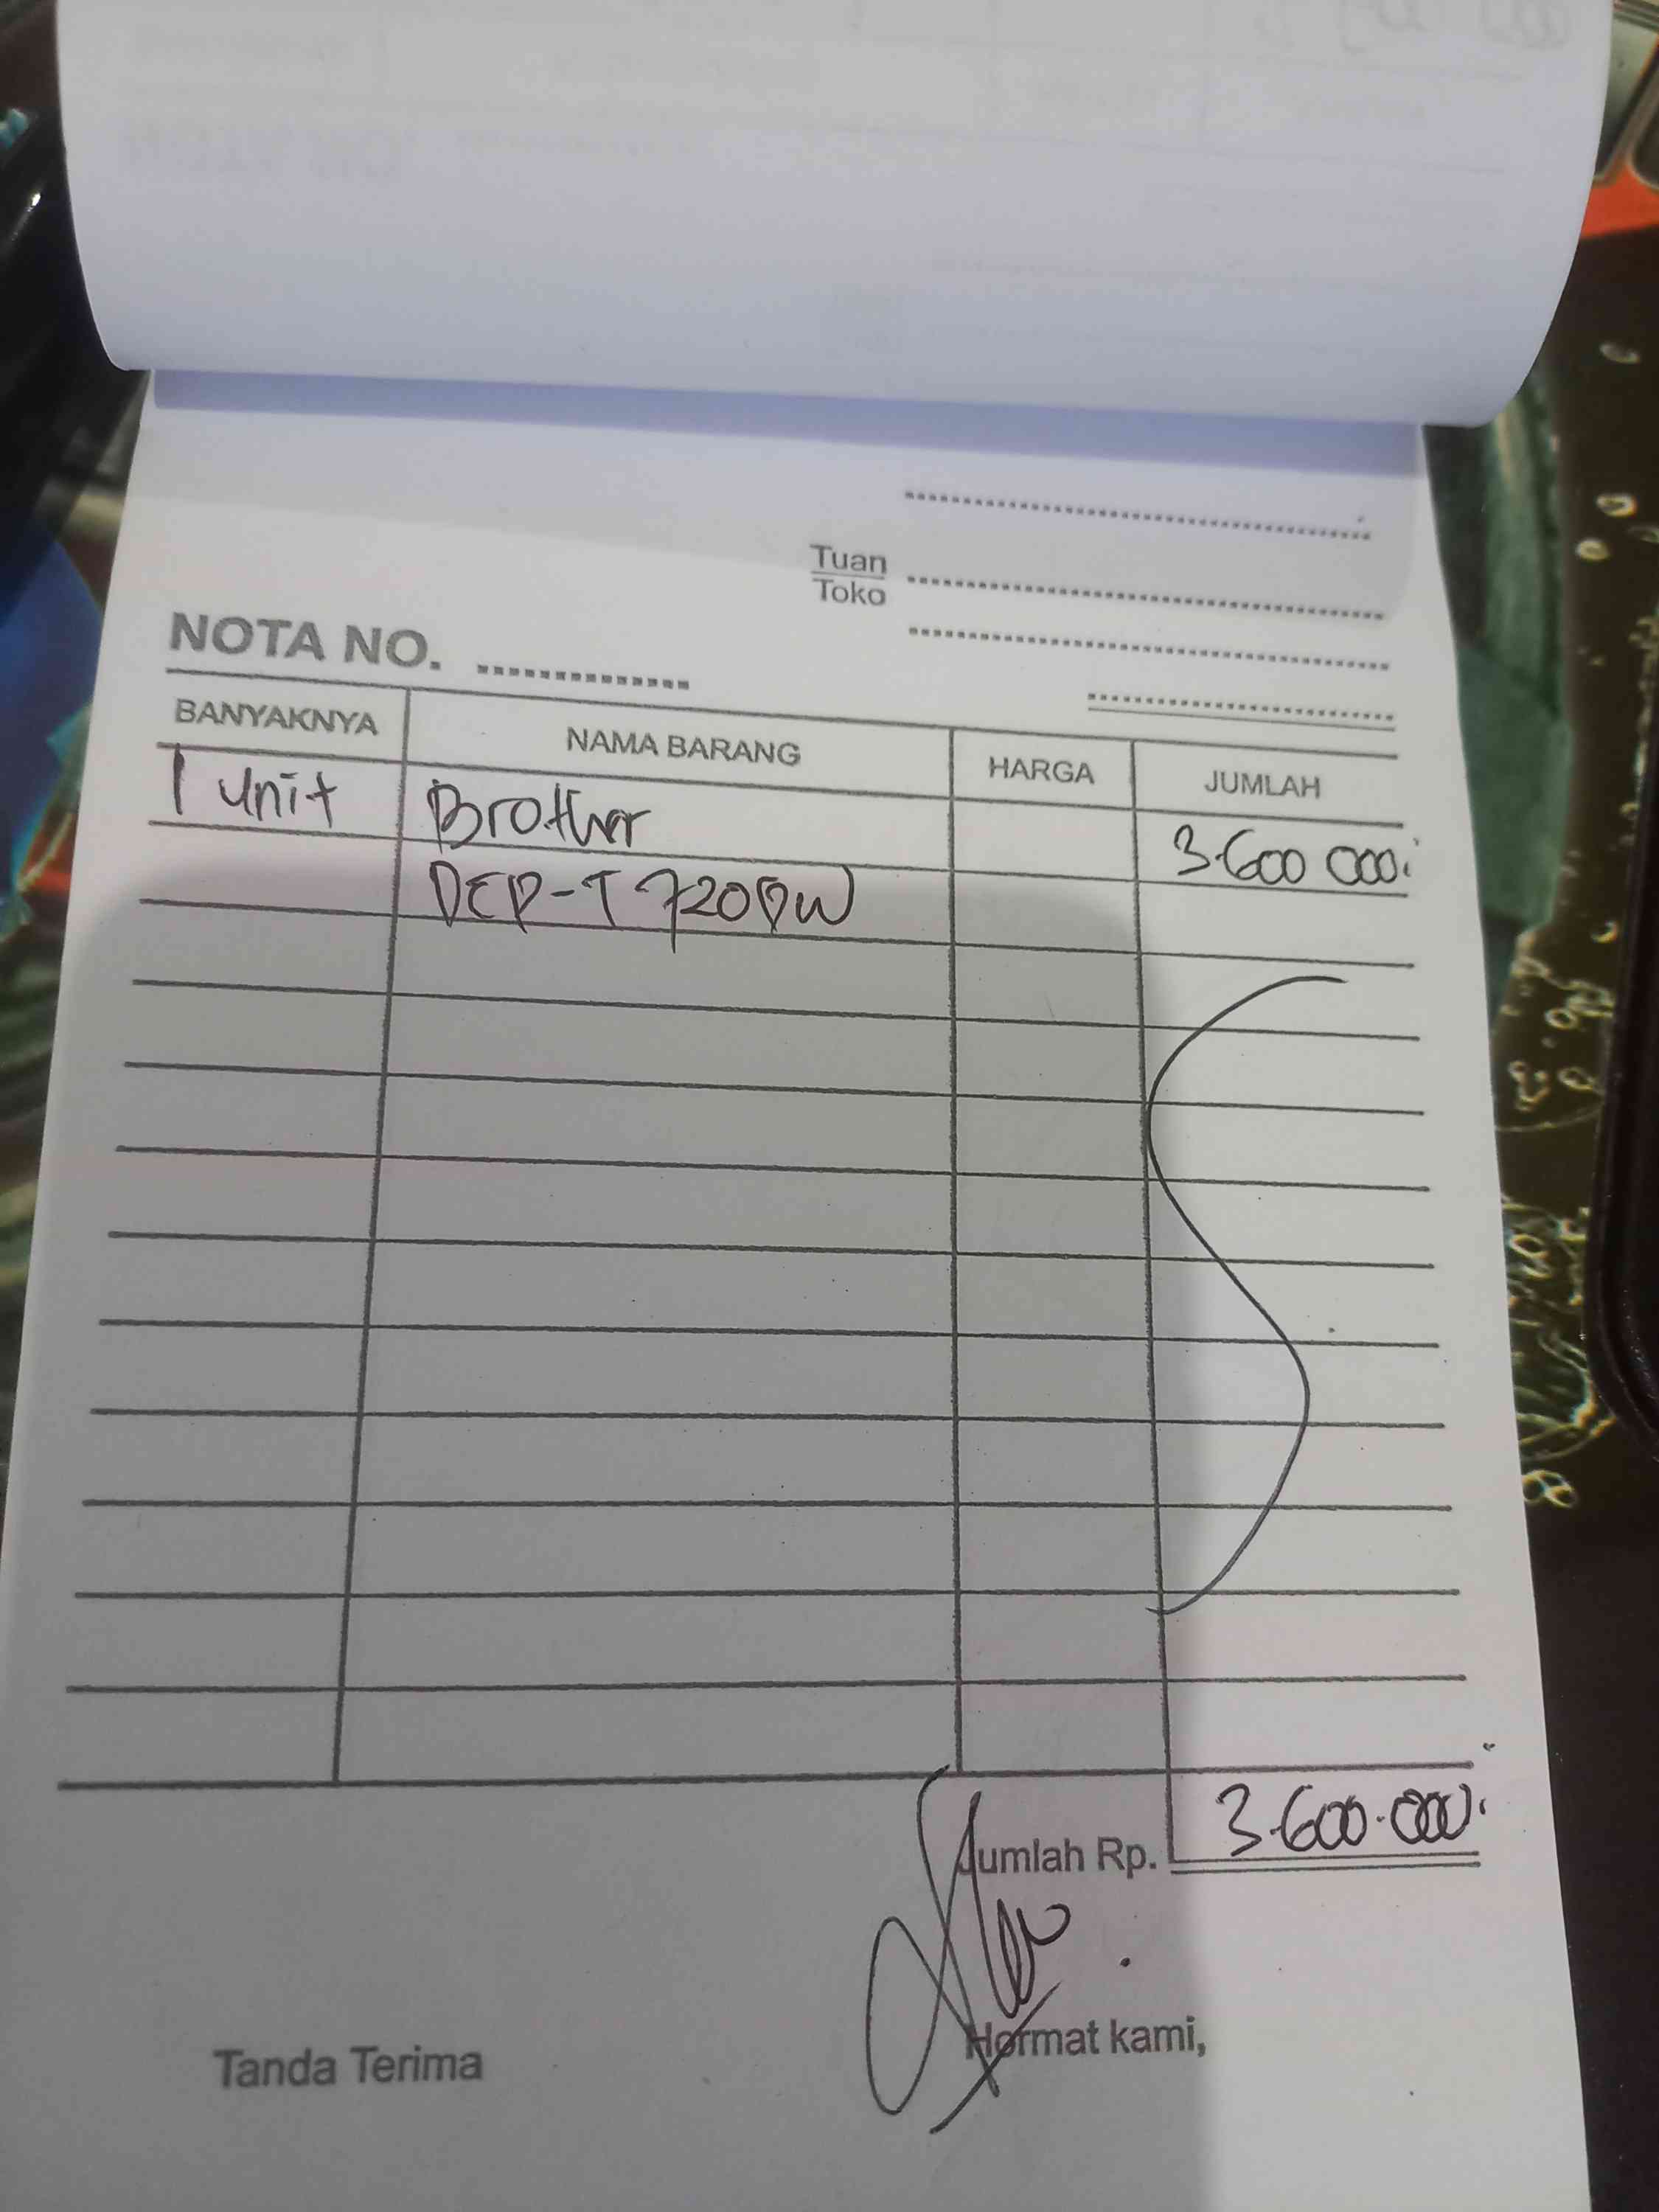 Tuan
Toko
NOTA NO.
BANYAKNYA NAMA BARANG HARGA JUMLAH
1 unit Brother 3.600 000.
DCP-T720DW
Jumlah Rp. 3.600.000.
Tanda Terima Hormat kami,